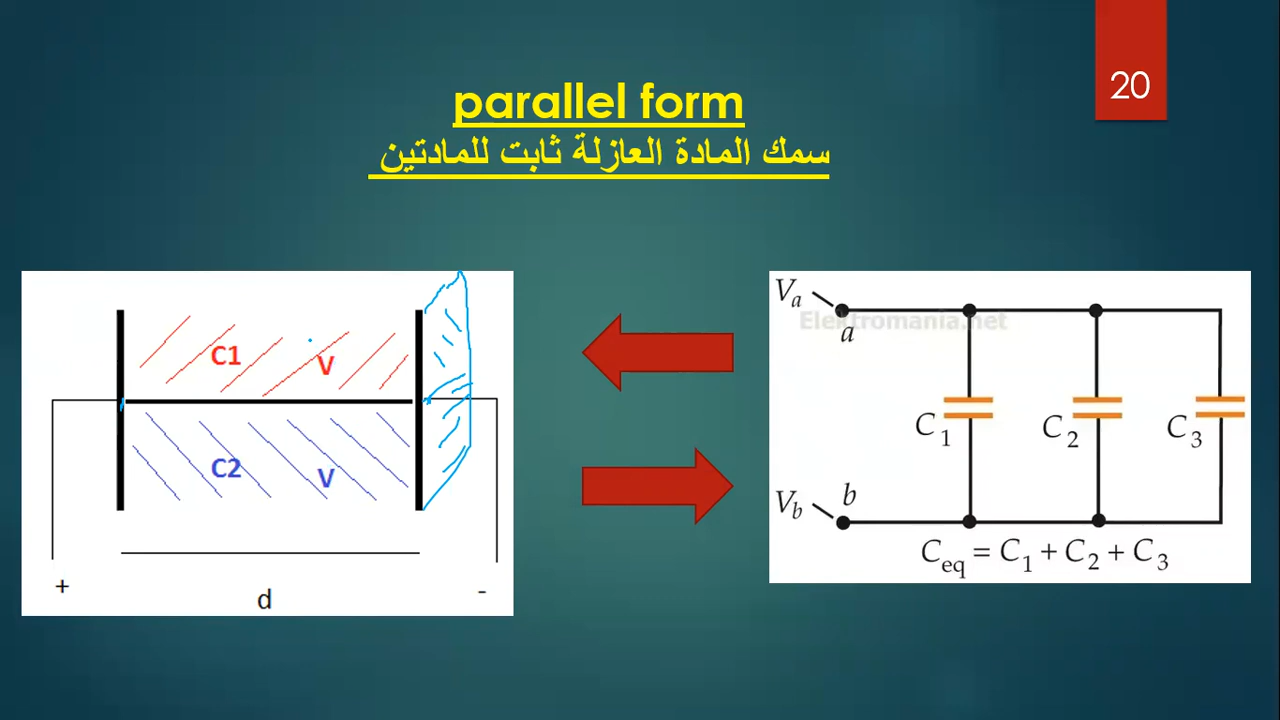 20
parallel form
سمك المادة العازلة ثابت للمادتين
C1 V
C2 V
+ d -
Va
a
Elektromania.net
C1 C2 C3
Vb b
Ceq = C1 + C2 + C3